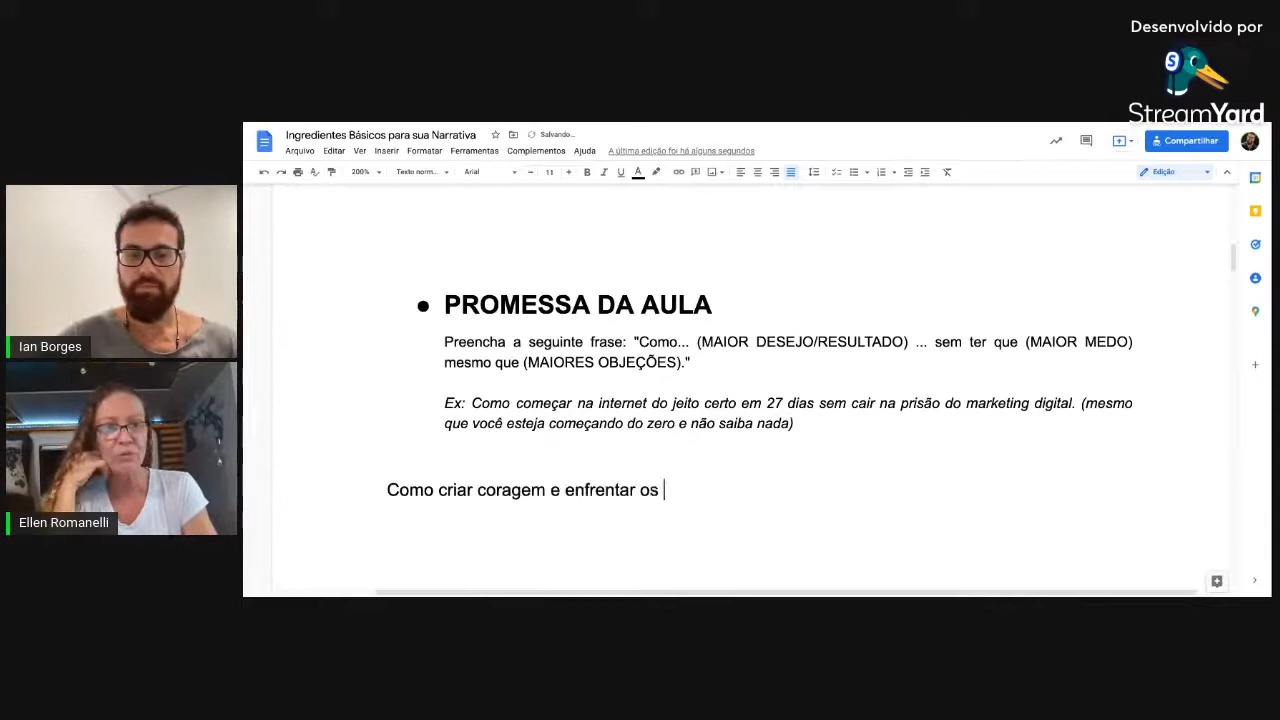 Desenvolvido por
StreamYard
Ingredientes Básicos para sua Narrativa
Salvando...
Arquivo Editar Ver Inserir Formatar Ferramentas Complementos Ajuda A última edição foi há alguns segundos
Compartilhar
200% Texto norm... Arial 11 B I U A
Edição
PROMESSA DA AULA
Preencha a seguinte frase: "Como... (MAIOR DESEJO/RESULTADO) ... sem ter que (MAIOR MEDO)
mesmo que (MAIORES OBJEÇÕES)."
Ex: Como começar na internet do jeito certo em 27 dias sem cair na prisão do marketing digital. (mesmo
que você esteja começando do zero e não saiba nada)
Como criar coragem e enfrentar os
Ian Borges
Ellen Romanelli